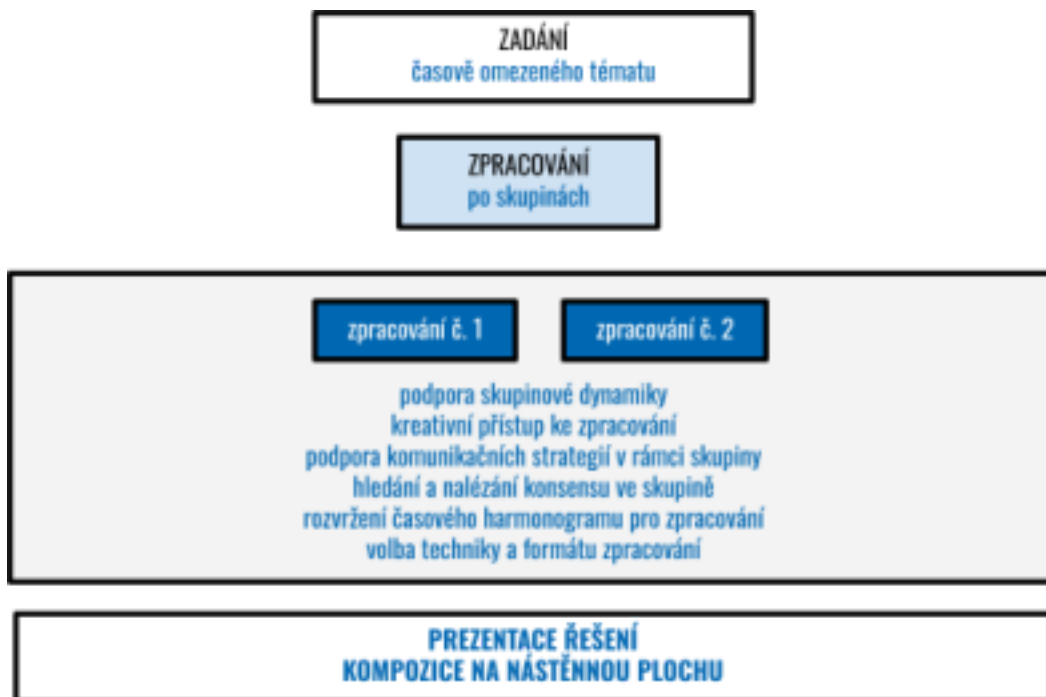 ZADÁNÍ
časově omezeného tématu
ZPRACOVÁNÍ
po skupinách
zpracování č. 1
zpracování č. 2
podpora skupinové dynamiky
kreativní přístup ke zpracování
podpora komunikačních strategií v rámci skupiny
hledání a nalézání konsensu ve skupině
rozvržení časového harmonogramu pro zpracování
volba techniky a formátu zpracování
PREZENTACE ŘEŠENÍ
KOMPOZICE NA NÁSTĚNNOU PLOCHU